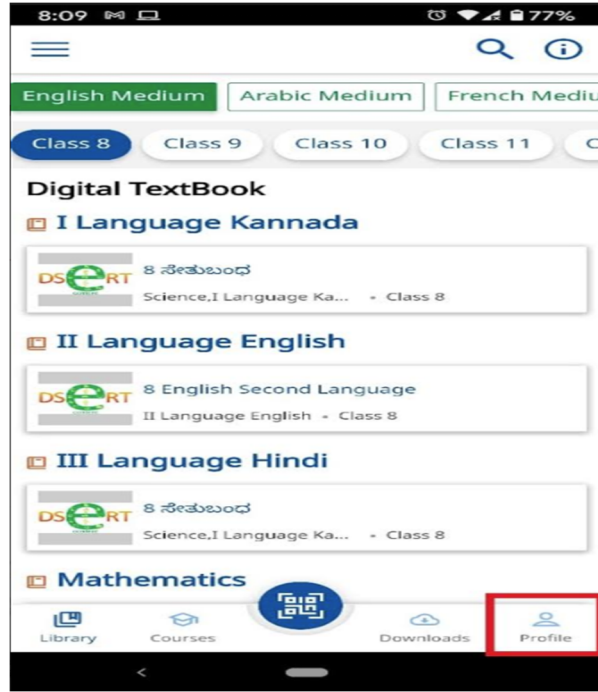 8:09 77%
English Medium Arabic Medium French Mediu
Class 8 Class 9 Class 10 Class 11 C
Digital TextBook
I Language Kannada
DSeRT
8 ಸೇತುಬಂಧ
Science,I Language Ka... • Class 8
II Language English
DSeRT
8 English Second Language
II Language English • Class 8
III Language Hindi
DSeRT
8 ಸೇತುಬಂಧ
Science,I Language Ka... • Class 8
Mathematics
Library Courses Downloads Profile